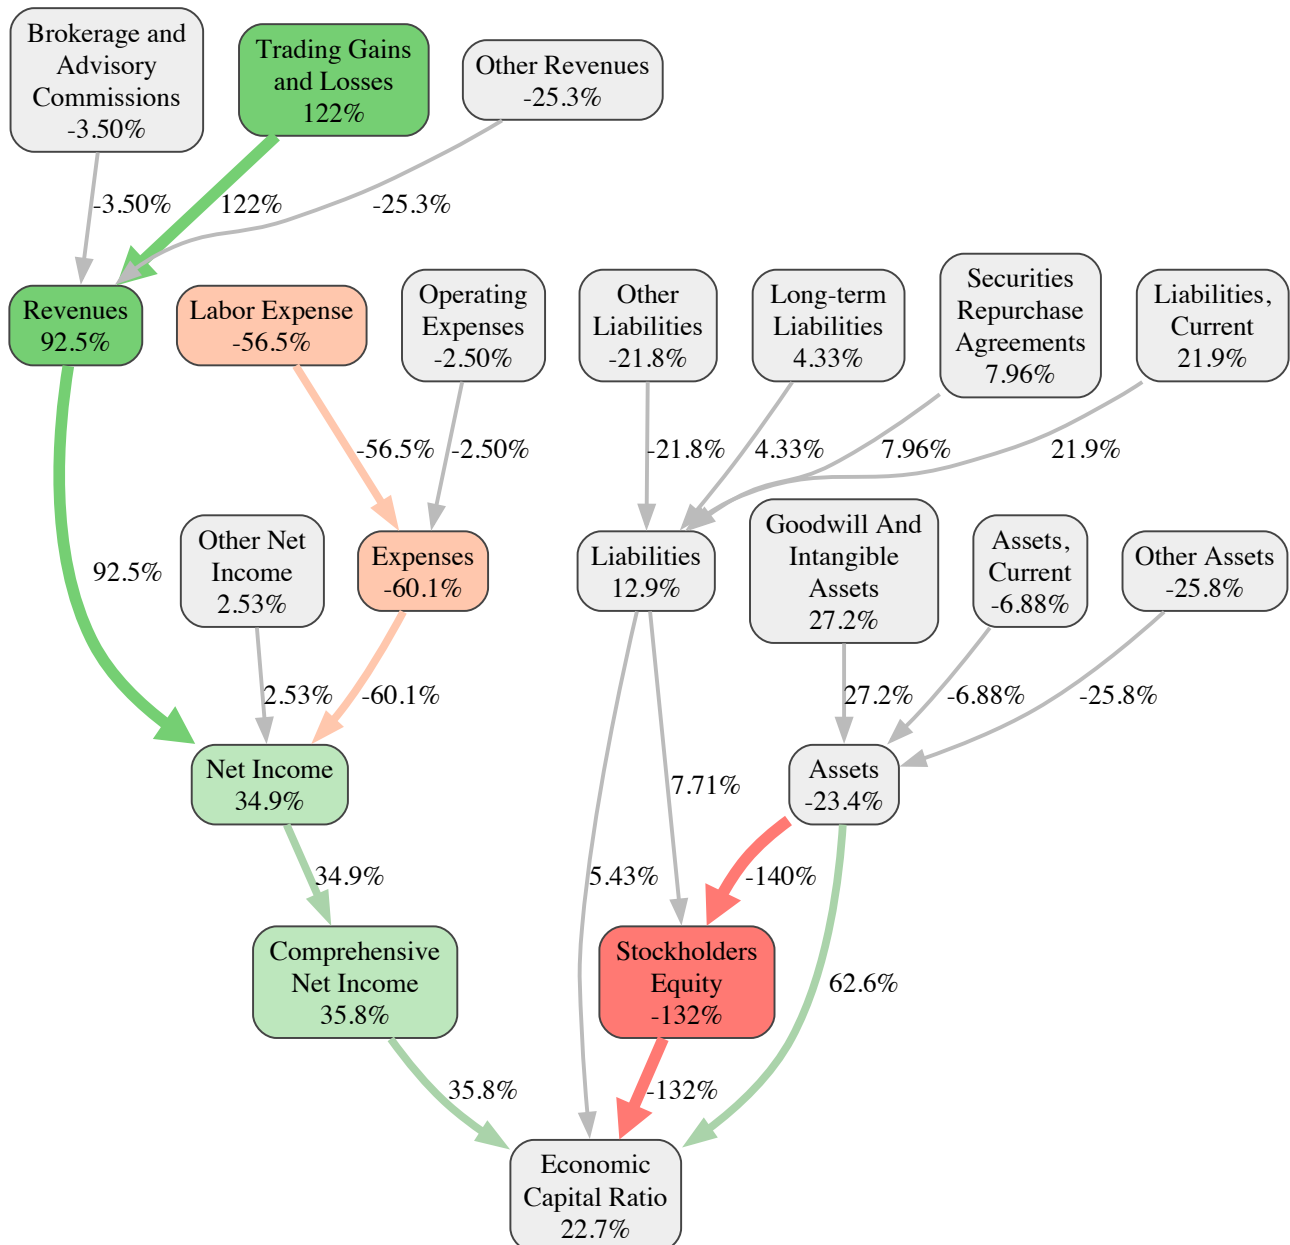 Brokerage and
Advisory
Commissions
-3.50%
Trading Gains
and Losses
122%
Other Revenues
-25.3%
-3.50%
122%
-25.3%
Revenues
92.5%
Labor Expense
-56.5%
Operating
Expenses
-2.50%
Other
Liabilities
-21.8%
Long-term
Liabilities
4.33%
Securities
Repurchase
Agreements
7.96%
Liabilities,
Current
21.9%
-56.5%
-2.50%
-21.8%
4.33%
7.96%
21.9%
92.5%
Other Net
Income
2.53%
Expenses
-60.1%
Liabilities
12.9%
Goodwill And
Intangible
Assets
27.2%
Assets,
Current
-6.88%
Other Assets
-25.8%
2.53%
-60.1%
27.2%
-6.88%
-25.8%
Net Income
34.9%
7.71%
Assets
-23.4%
34.9%
5.43%
-140%
Comprehensive
Net Income
35.8%
Stockholders
Equity
-132%
62.6%
35.8%
-132%
Economic
Capital Ratio
22.7%